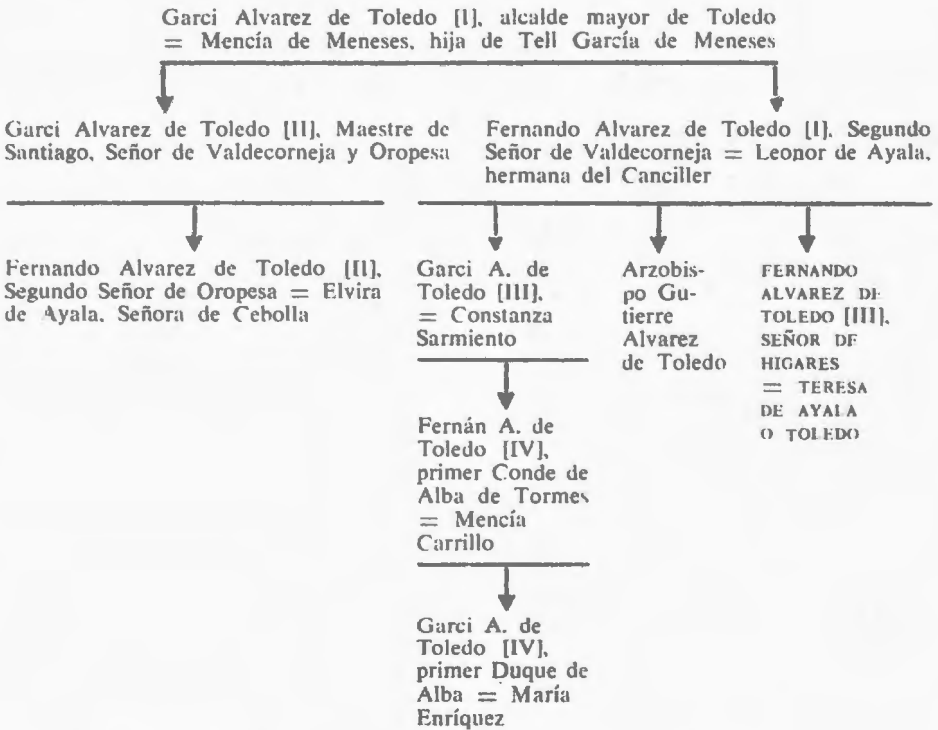 Garci Alvarez de Toledo [I], alcalde mayor de Toledo
= Mencía de Meneses, hija de Tell García de Meneses
Garci Alvarez de Toledo [II], Maestre de
Santiago, Señor de Valdecorneja y Oropesa
Fernando Alvarez de Toledo [I], Segundo
Señor de Valdecorneja = Leonor de Ayala,
hermana del Canciller
Fernando Alvarez de Toledo [II],
Segundo Señor de Oropesa = Elvira
de Ayala, Señora de Cebolla
Garci A. de
Toledo [III],
= Constanza
Sarmiento
Arzobis-
po Gu-
tierre
Alvarez
de Toledo
FERNANDO
ALVAREZ DE
TOLEDO [III],
SEÑOR DE
HIGARES
= TERESA
DE AYALA
O TOLEDO
Fernán A. de
Toledo [IV],
primer Conde de
Alba de Tormes
= Mencía
Carrillo
Garci A. de
Toledo [IV],
primer Duque de
Alba = María
Enríquez